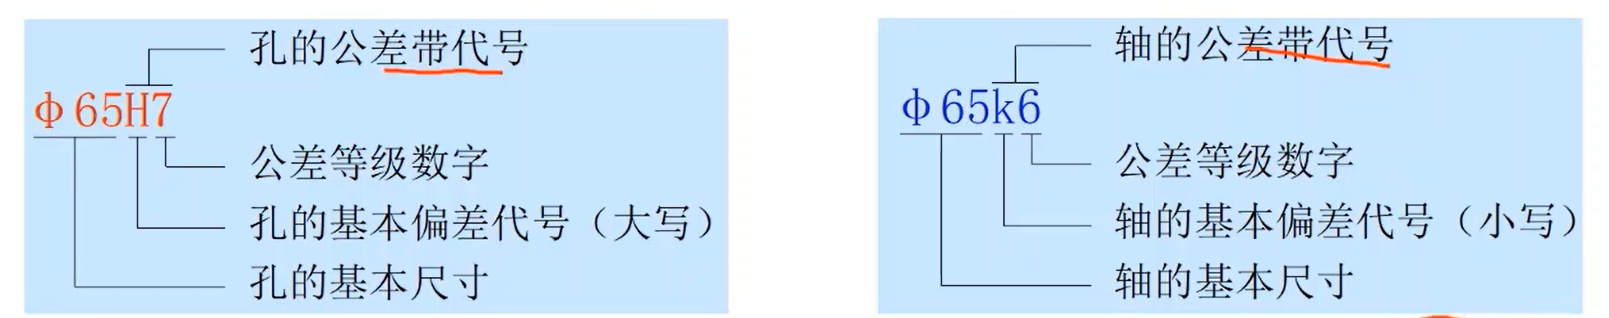 孔的公差带代号
φ65H7
公差等级数字
孔的基本偏差代号（大写）
孔的基本尺寸
轴的公差带代号
φ65k6
公差等级数字
轴的基本偏差代号（小写）
轴的基本尺寸